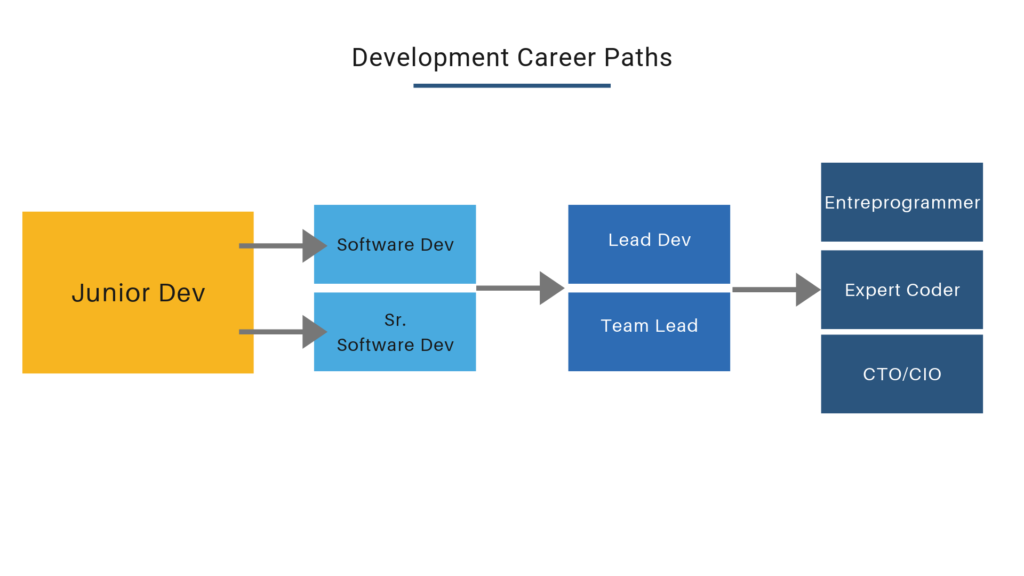 Development Career Paths
Junior Dev
Software Dev
Sr.
Software Dev
Lead Dev
Team Lead
Entreprogrammer
Expert Coder
CTO/CIO